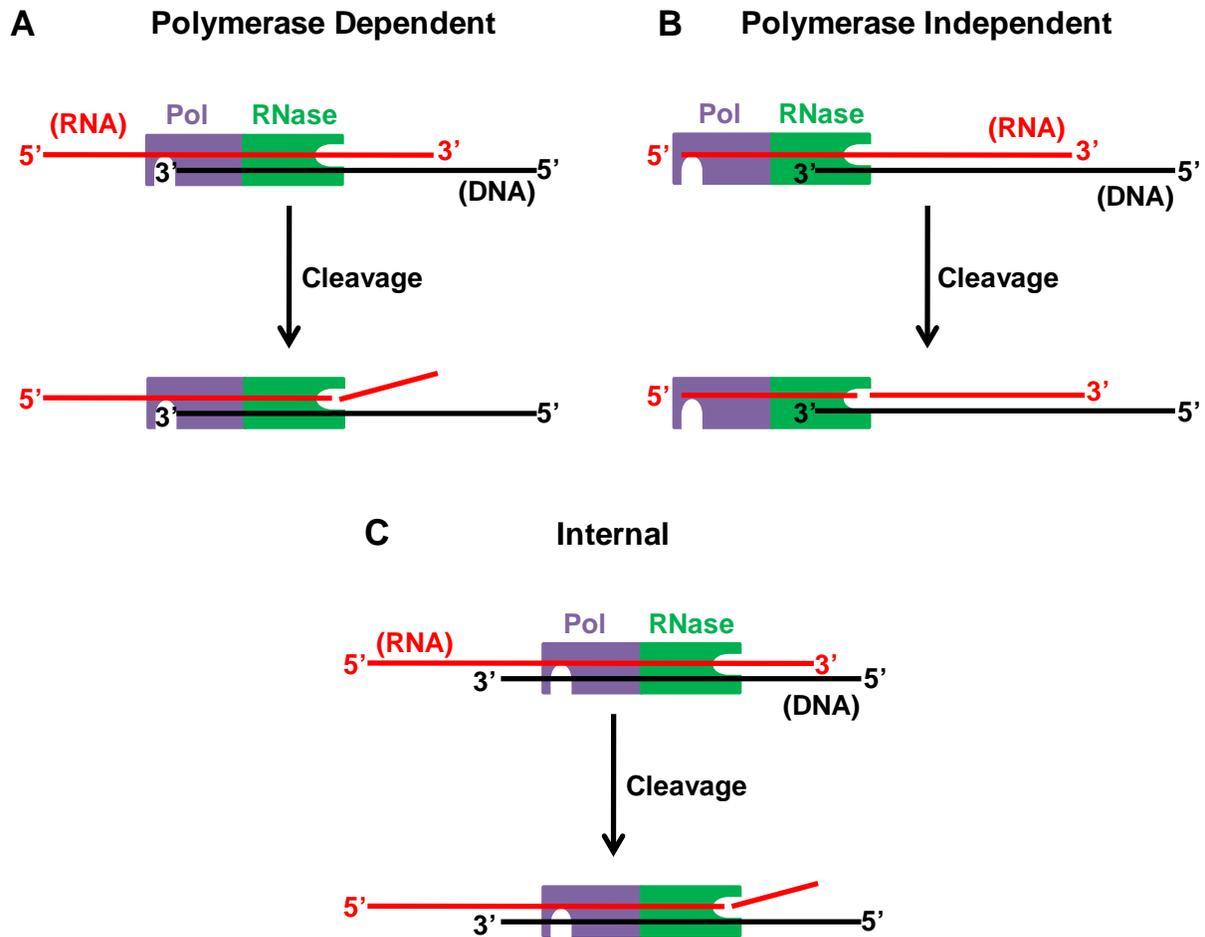 A Polymerase Dependent
B Polymerase Independent
Pol RNase
(RNA)
5’ 3’
3’ 5’
(DNA)
Cleavage
5’
3’ 5’
Pol RNase
(RNA)
5’ 3’
3’ 5’
(DNA)
Cleavage
5’ 3’
3’ 5’
C Internal
Pol RNase
(RNA)
5’ 3’
3’ 5’
(DNA)
Cleavage
5’
3’ 5’